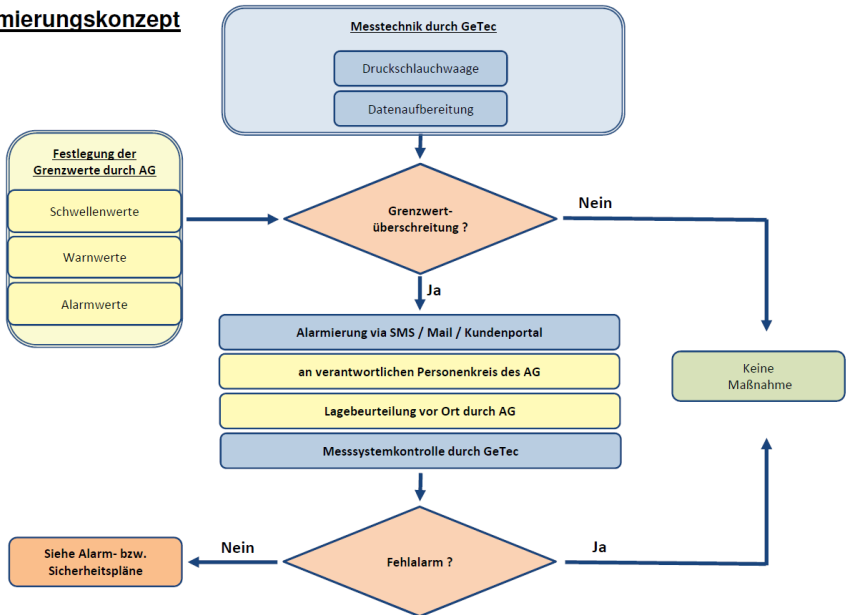 mierungskonzept
Messtechnik durch GeTec
Druckschlauchwaage
Datenaufbereitung
Festlegung der
Grenzwerte durch AG
Schwellenwerte
Warnwerte
Alarmwerte
Grenzwert-
überschreitung ?
Nein
Ja
Alarmierung via SMS / Mail / Kundenportal
an verantwortlichen Personenkreis des AG
Lagebeurteilung vor Ort durch AG
Messsystemkontrolle durch GeTec
Keine
Maßnahme
Fehlalarm ?
Nein
Ja
Siehe Alarm- bzw.
Sicherheitspläne